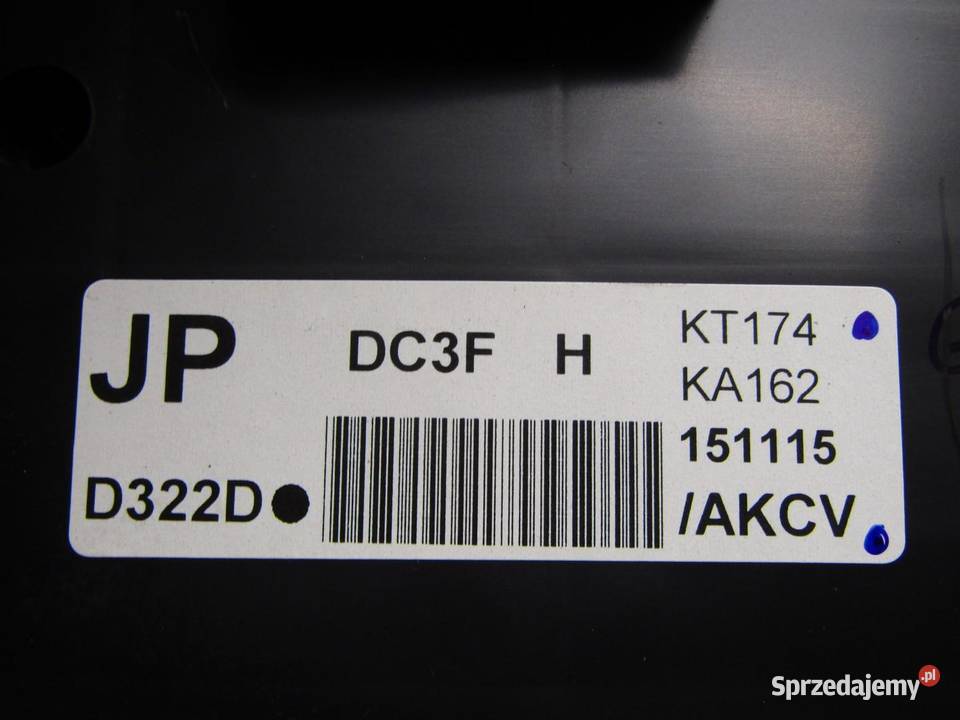 JP DC3F H KT174
KA162
151115
D322D● /AKCV
Sprzedajemy.pl